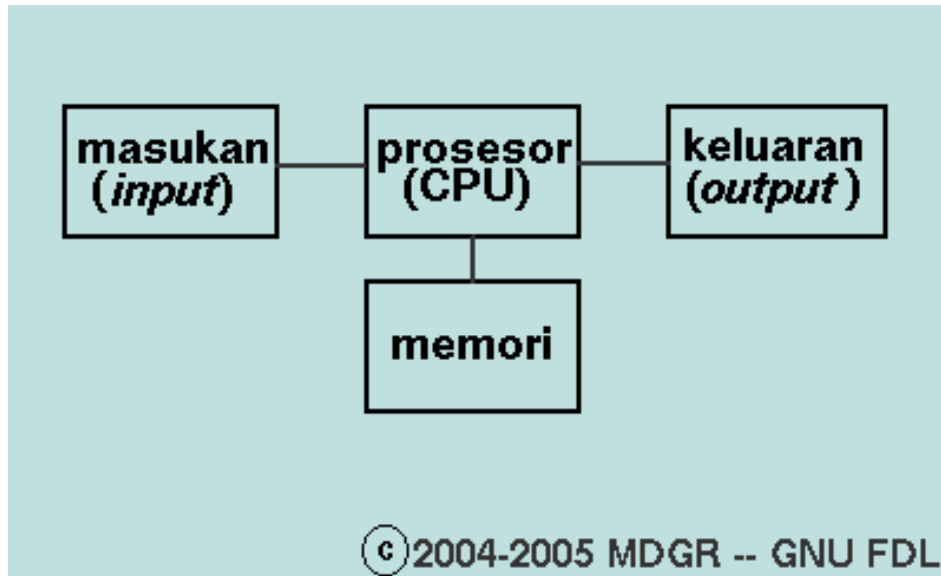 masukan
(input)
prosesor
(CPU)
keluaran
(output)
memori
©2004-2005 MDGR -- GNU FDL